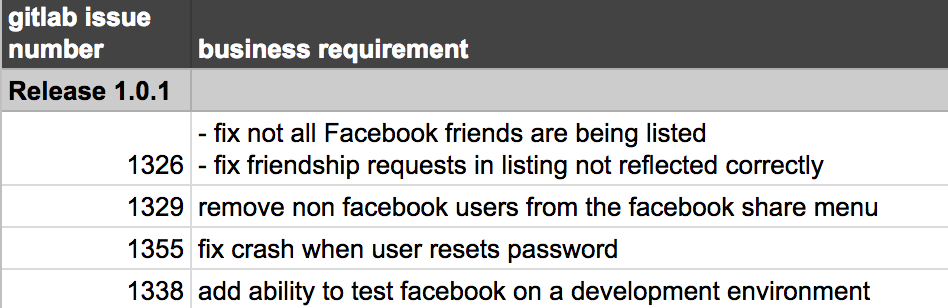 gitlab issue
number
business requirement
Release 1.0.1
- fix not all Facebook friends are being listed
1326 - fix friendship requests in listing not reflected correctly
1329 remove non facebook users from the facebook share menu
1355 fix crash when user resets password
1338 add ability to test facebook on a development environment